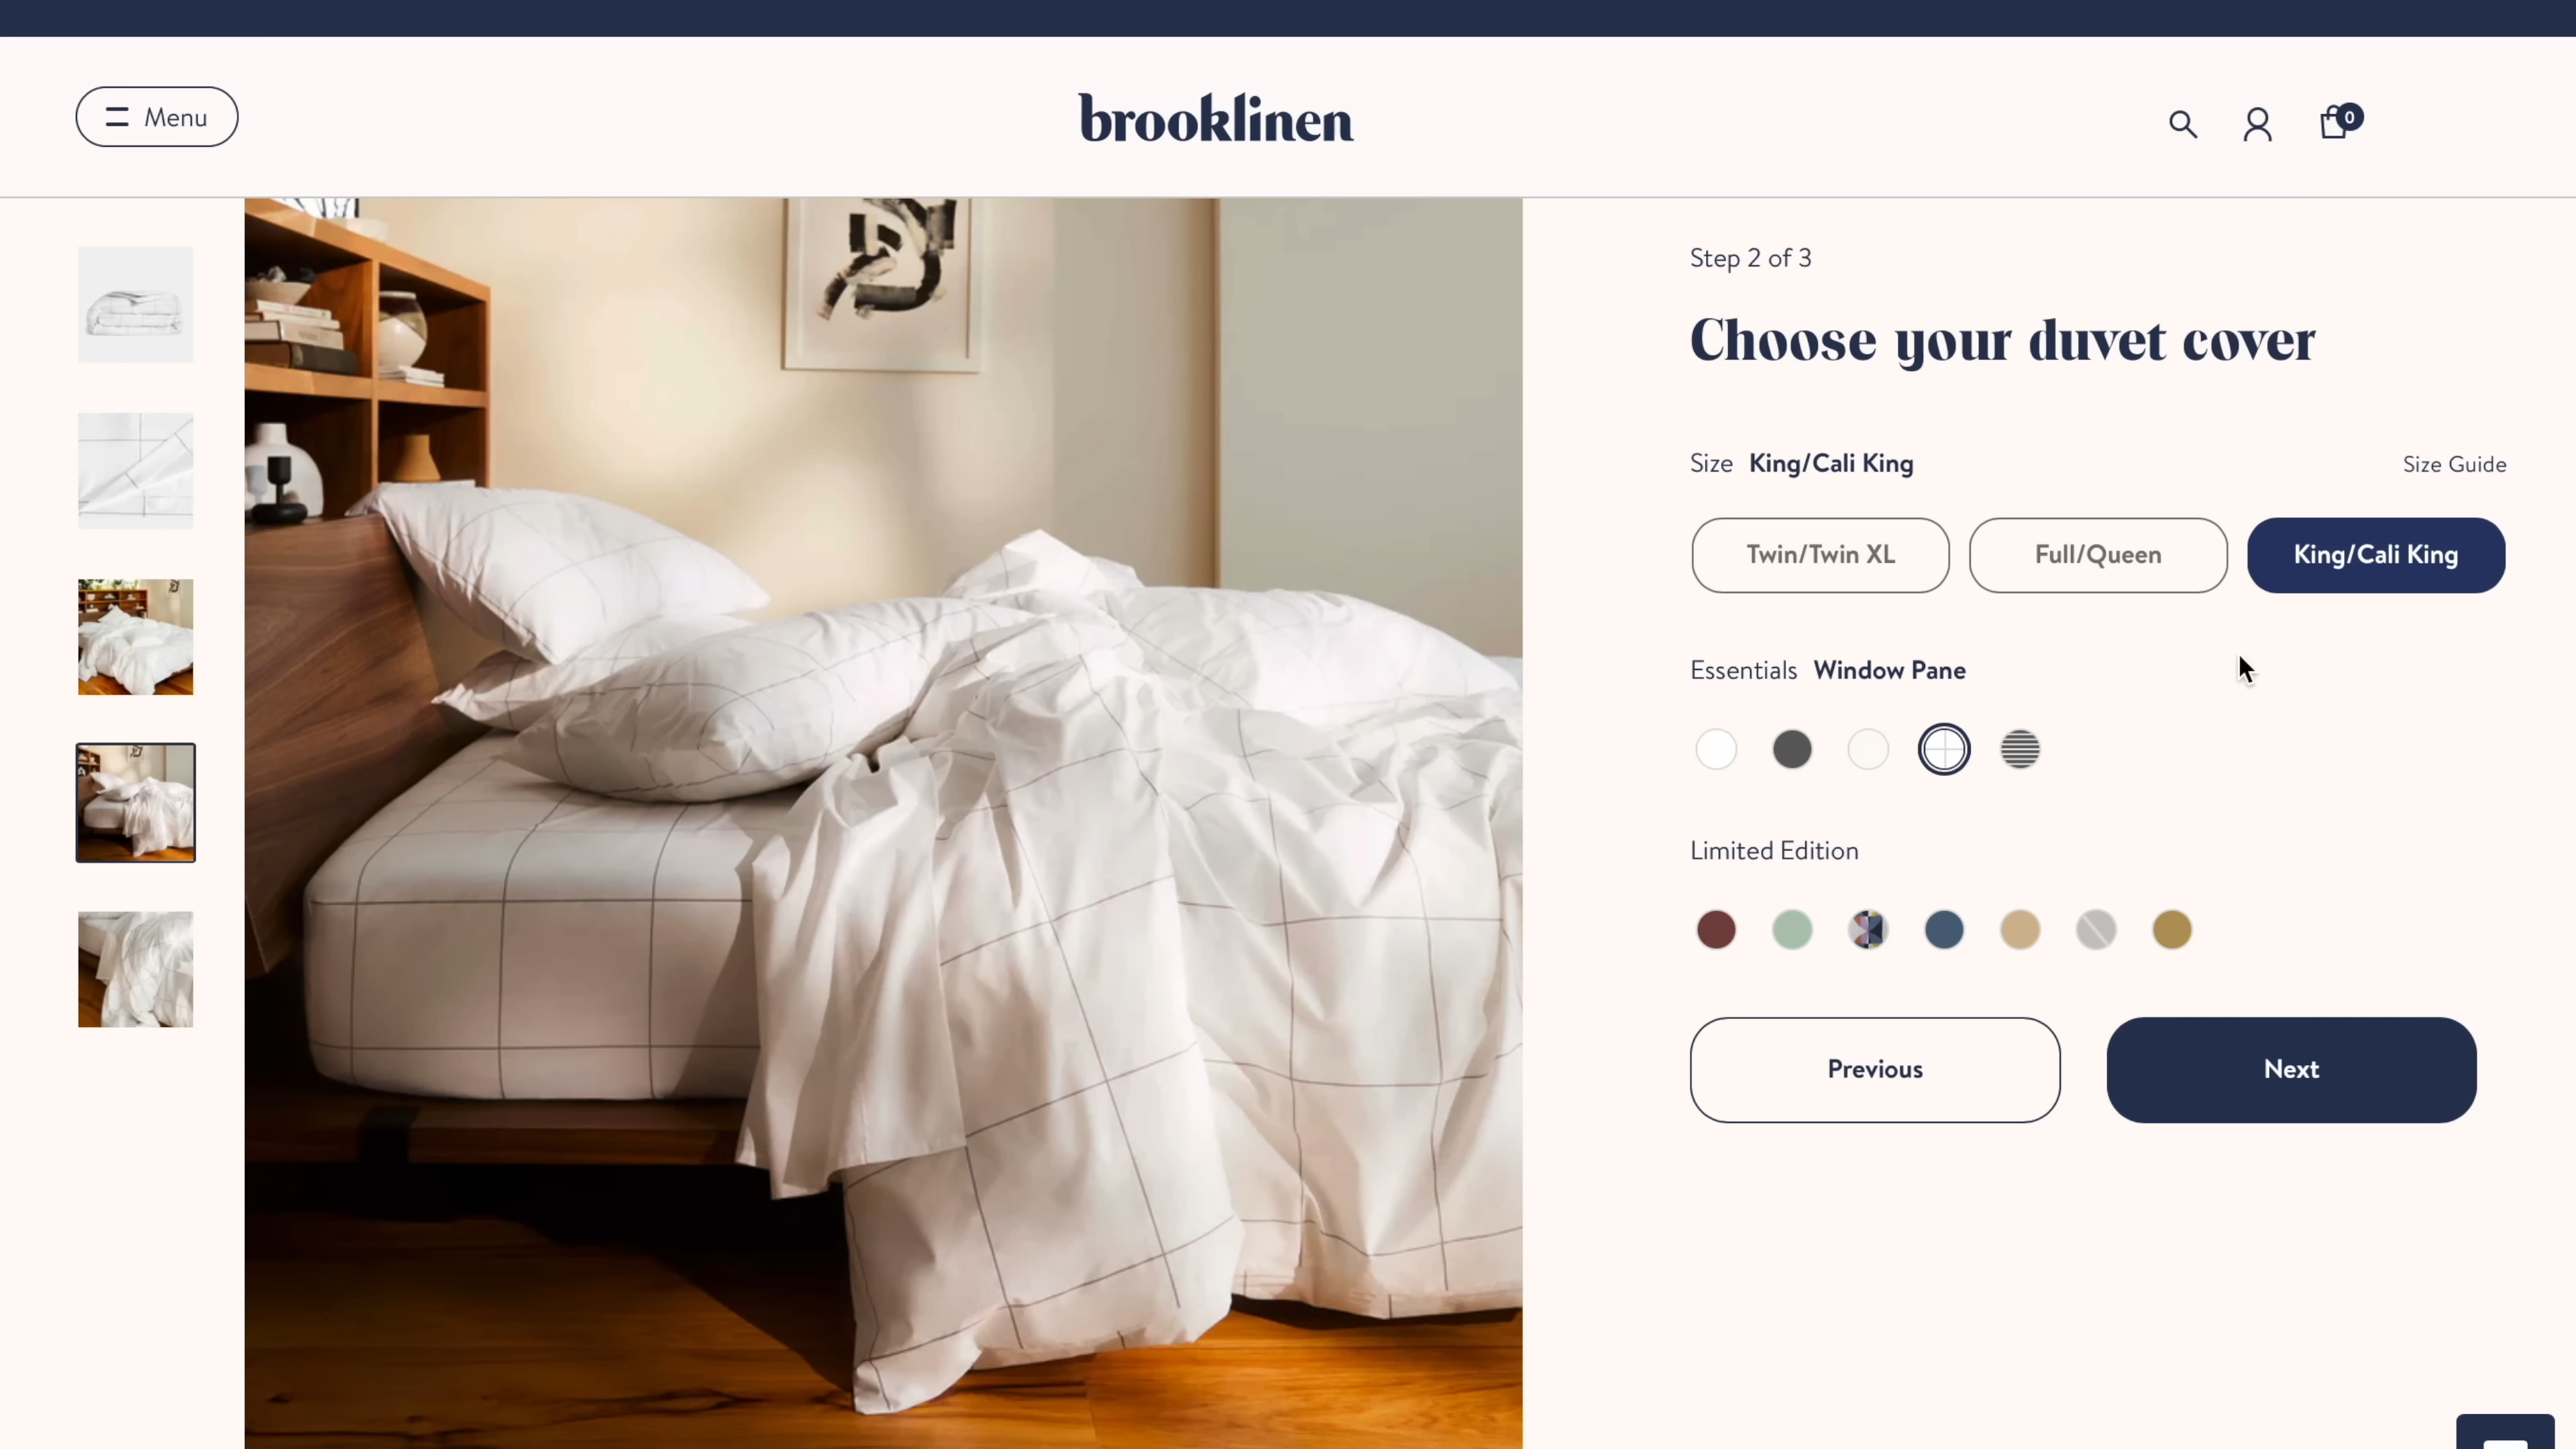 Menu
brooklinen
0
Step 2 of 3
Choose your duvet cover
Size King/Cali King
Size Guide
Twin/Twin XL
Full/Queen
King/Cali King
Essentials Window Pane
Limited Edition
Previous
Next